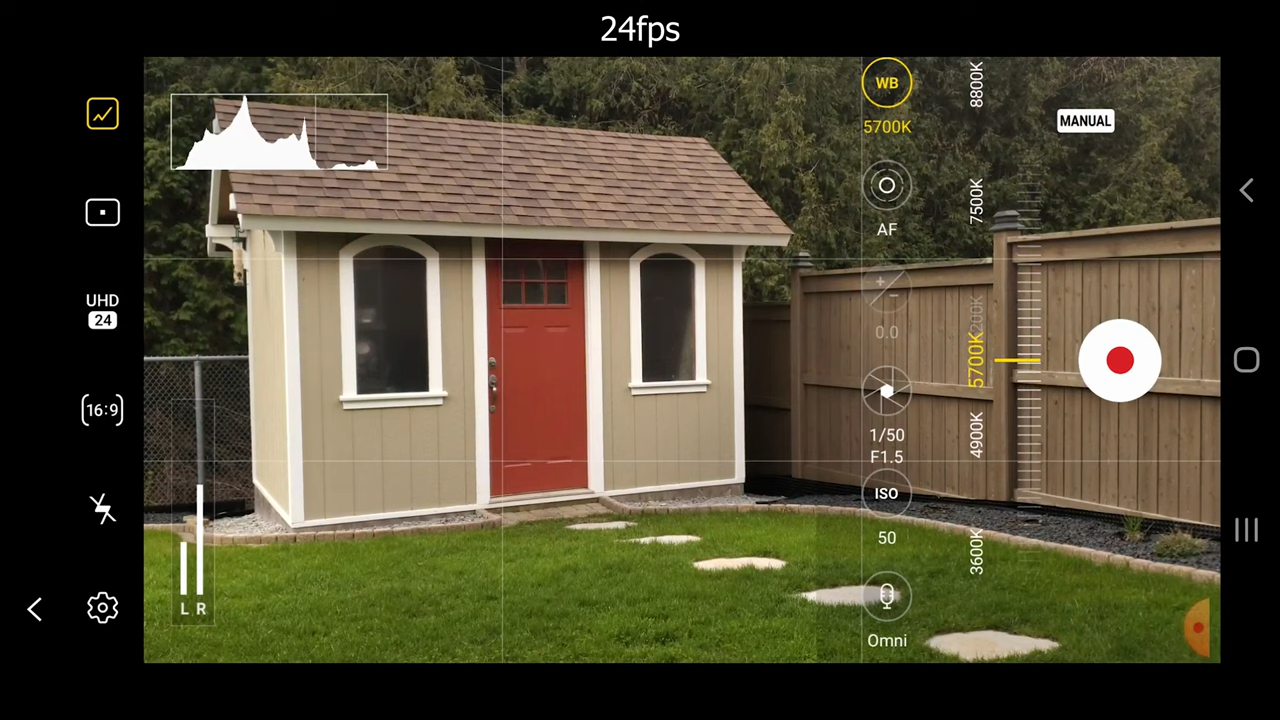 24fps
UHD
24
16:9
L R
WB
5700K
AF
0.0
1/50
F1.5
ISO
50
Omni
8800K
7500K
5700K
4900K
3600K
MANUAL